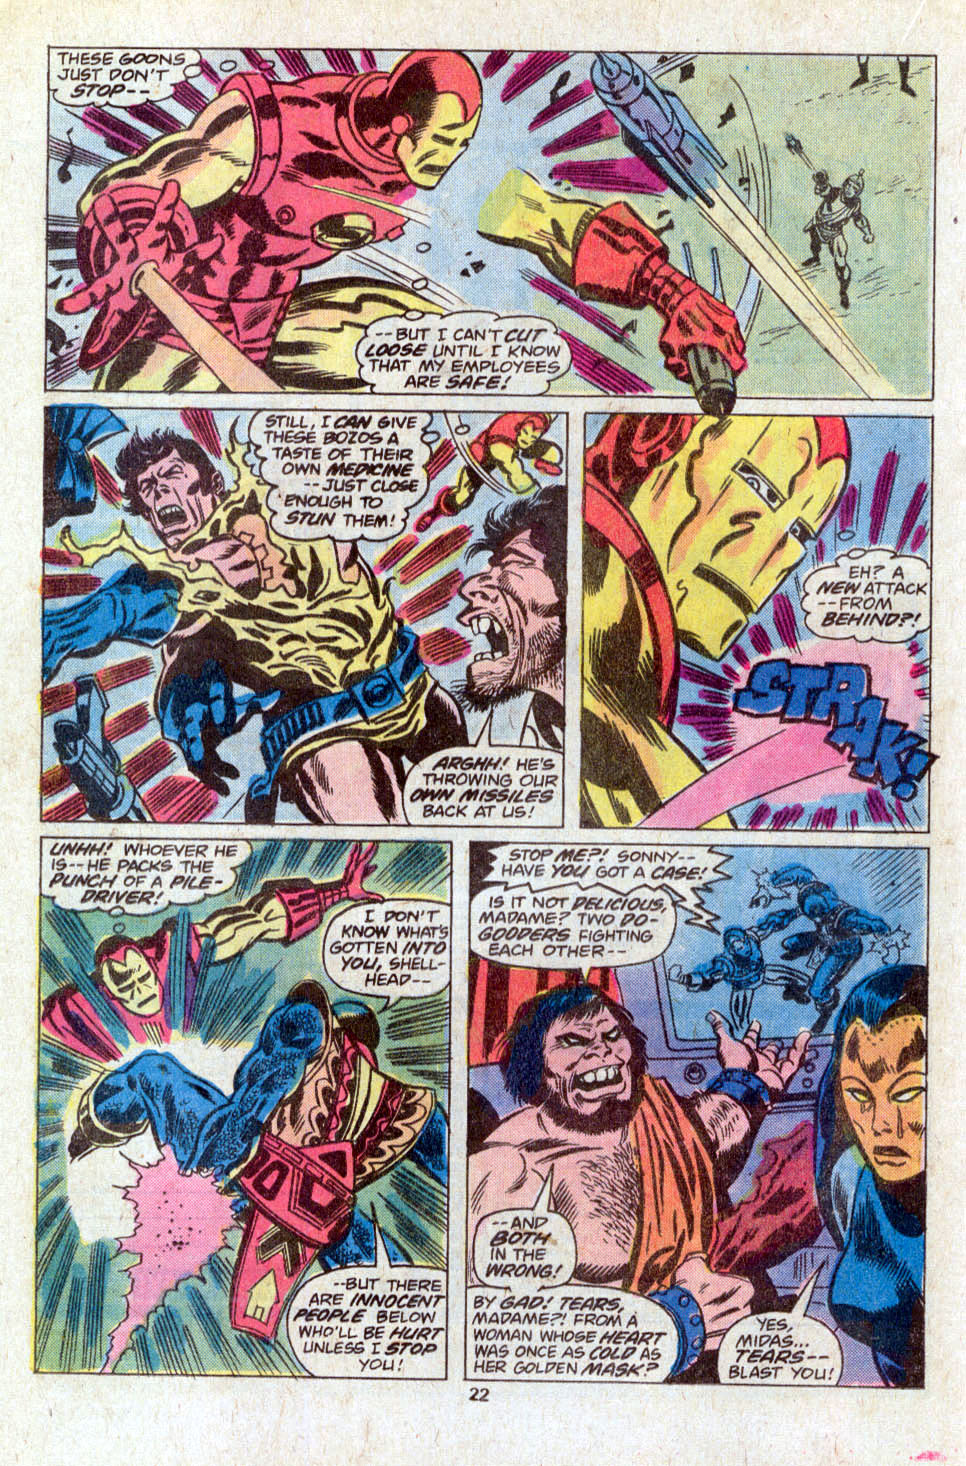 THESE GOONS
JUST DON'T
STOP--
--BUT I CAN'T CUT
LOOSE UNTIL I KNOW
THAT MY EMPLOYEES
ARE SAFE!
STILL, I CAN GIVE
THESE BOZOS A
TASTE OF THEIR
OWN MEDICINE
--JUST CLOSE
ENOUGH TO
STUN THEM!
ARGHH! HE'S
THROWING OUR
OWN MISSILES
BACK AT US!
EH? A
NEW ATTACK
--FROM
BEHIND?!
STRAK!
UNHH! WHOEVER HE
IS--HE PACKS THE
PUNCH OF A PILE-
DRIVER!
I DON'T
KNOW WHAT'S
GOTTEN INTO
YOU, SHELL-
HEAD--
--BUT THERE
ARE INNOCENT
PEOPLE BELOW
WHO'LL BE HURT
UNLESS I STOP
YOU!
STOP ME?! SONNY--
HAVE YOU GOT A CASE!
IS IT NOT DELICIOUS,
MADAME? TWO DO-
GOODERS FIGHTING
EACH OTHER--
--AND
BOTH
IN THE
WRONG!
BY GAD! TEARS,
MADAME?! FROM A
WOMAN WHOSE HEART
WAS ONCE AS COLD AS
HER GOLDEN MASK?
YES,
MIDAS...
TEARS--
BLAST YOU!
22